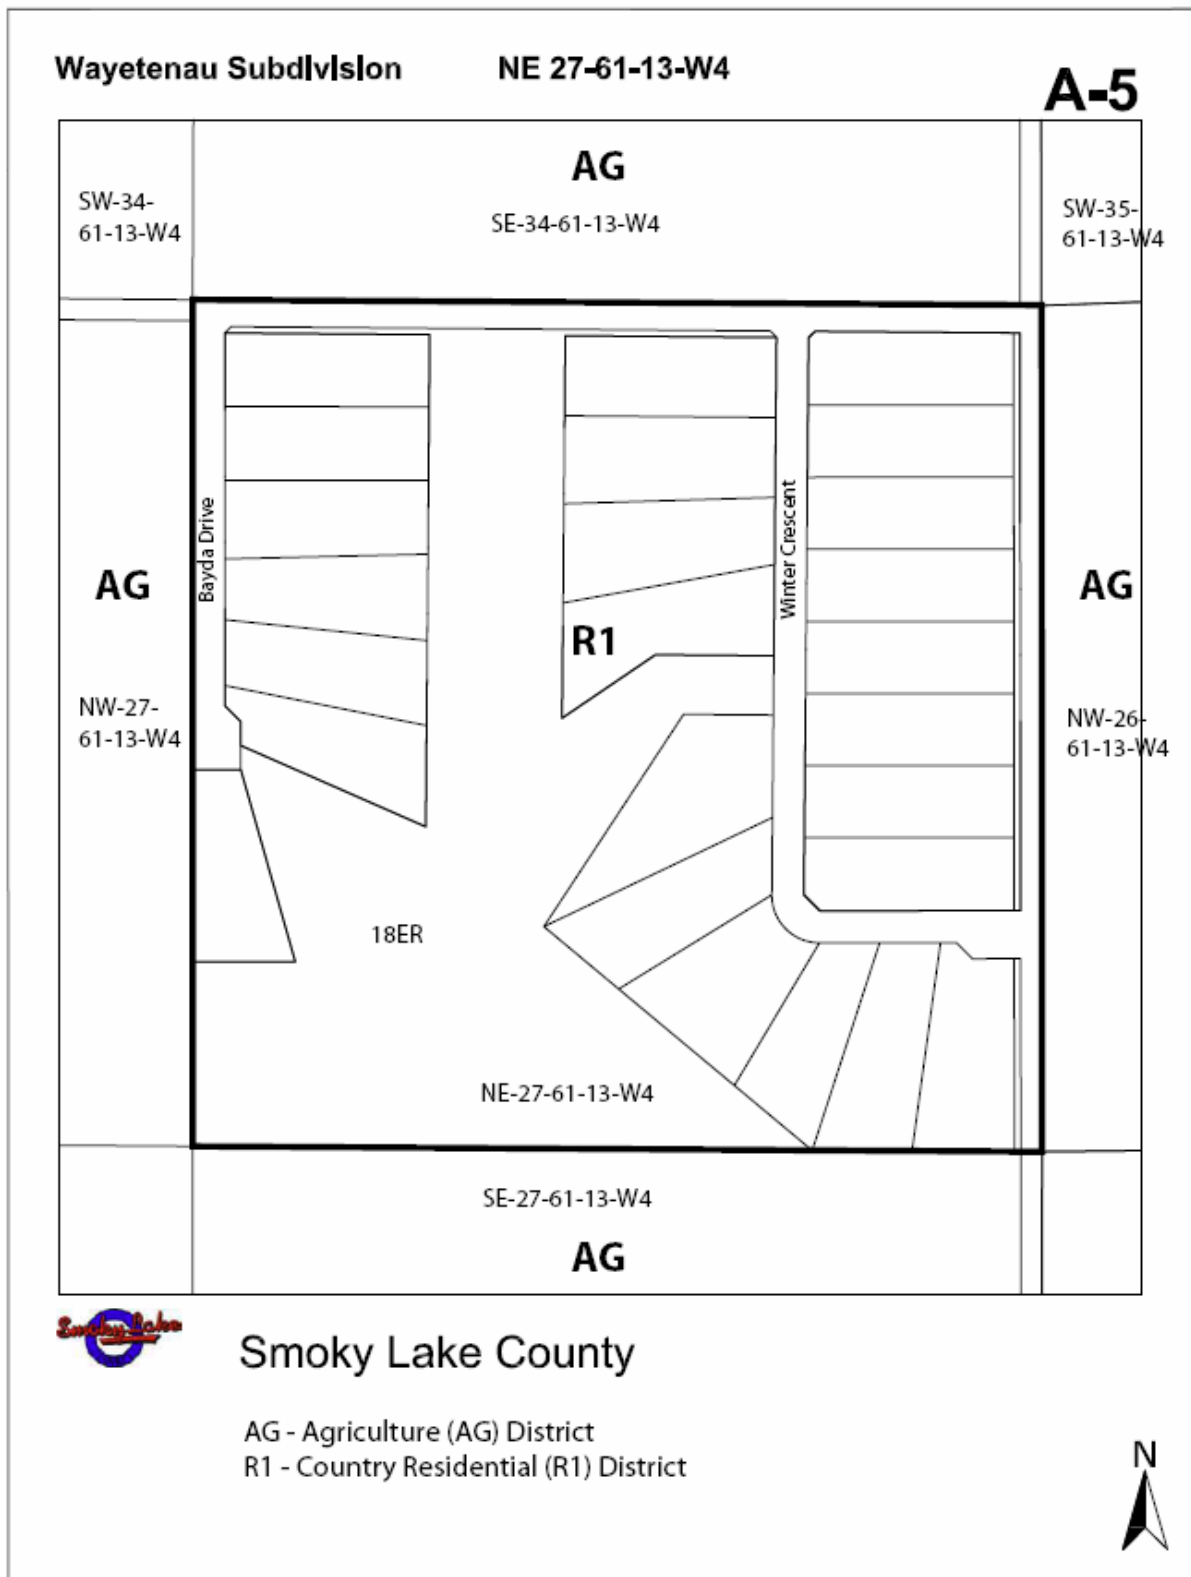 Wayetenau Subdivision NE 27-61-13-W4
A-5
AG
SW-34-
61-13-W4
SE-34-61-13-W4
SW-35-
61-13-W4
Bayda Drive
Winter Crescent
AG
AG
R1
NW-27-
61-13-W4
NW-26-
61-13-W4
18ER
NE-27-61-13-W4
SE-27-61-13-W4
AG
Smoky Lake
Smoky Lake County
AG - Agriculture (AG) District
R1 - Country Residential (R1) District
N